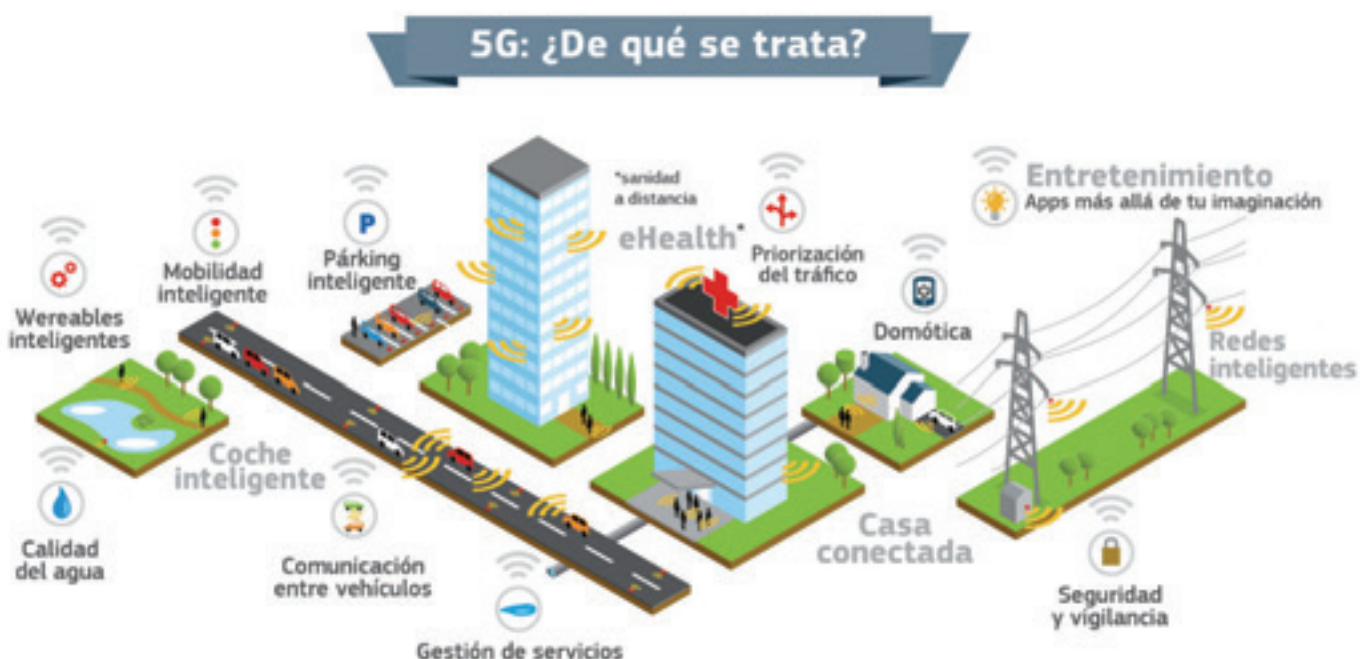 5G: ¿De qué se trata?
*sanidad
a distancia
eHealth*
Entretenimiento
Apps más allá de tu imaginación
Priorización
del tráfico
P
Párking
inteligente
Mobilidad
inteligente
Wereables
inteligentes
Domótica
Redes
inteligentes
Coche
inteligente
Casa
conectada
Calidad
del agua
Comunicación
entre vehículos
Seguridad
y vigilancia
Gestión de servicios